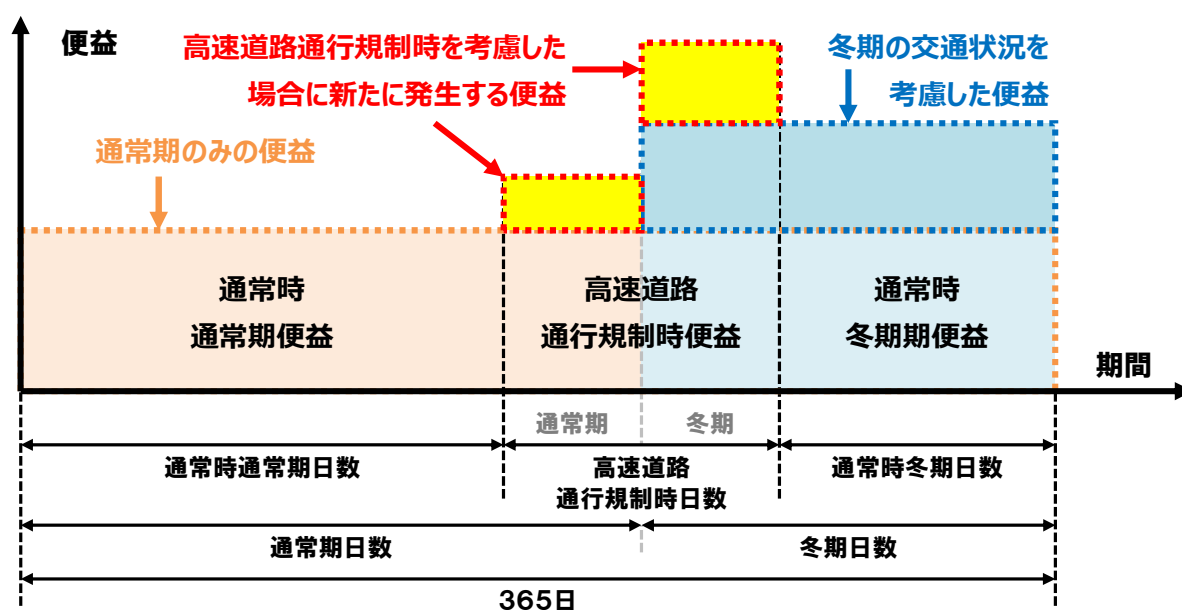 便益
高速道路通行規制時を考慮した
場合に新たに発生する便益
冬期の交通状況を
考慮した便益
通常期のみの便益
通常時
通常期便益
高速道路
通行規制時便益
通常時
冬期期便益
期間
通常期
冬期
通常時通常期日数
高速道路
通行規制時日数
通常時冬期日数
通常期日数
冬期日数
365日